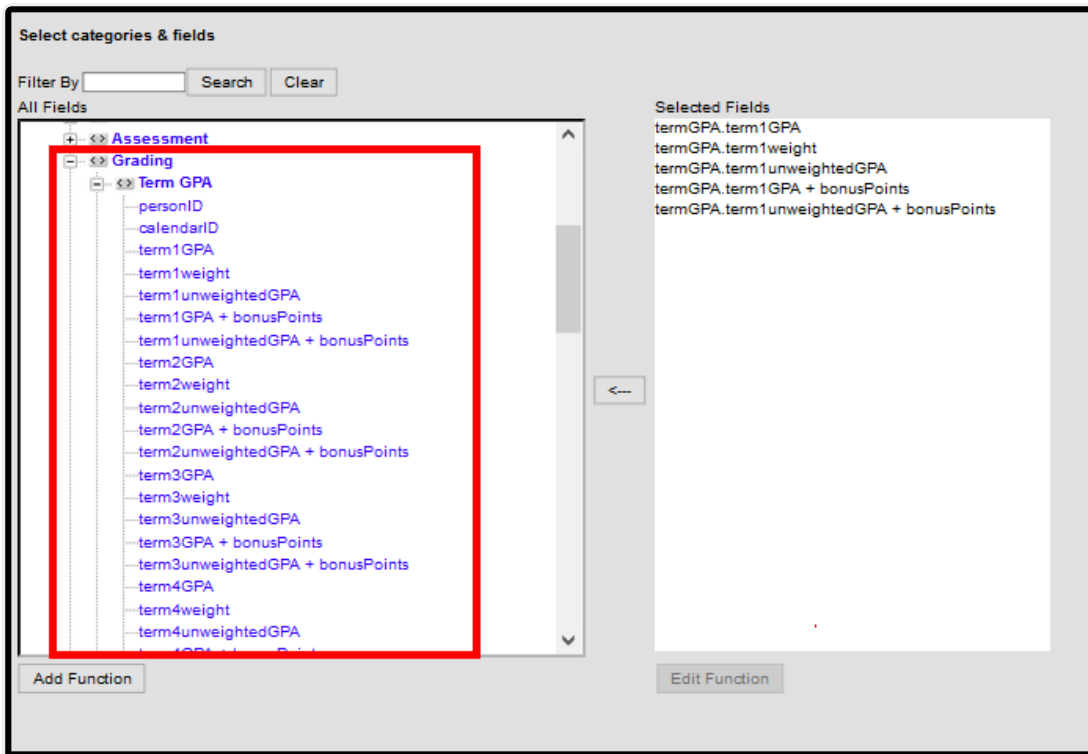 Select categories & fields
Filter By
Search
Clear
All Fields
Assessment
Grading
Term GPA
personID
calendarID
term1GPA
term1weight
term1unweightedGPA
term1GPA + bonusPoints
term1unweightedGPA + bonusPoints
term2GPA
term2weight
term2unweightedGPA
term2GPA + bonusPoints
term2unweightedGPA + bonusPoints
term3GPA
term3weight
term3unweightedGPA
term3GPA + bonusPoints
term3unweightedGPA + bonusPoints
term4GPA
term4weight
term4unweightedGPA
Add Function
<---
Selected Fields
termGPA.term1GPA
termGPA.term1weight
termGPA.term1unweightedGPA
termGPA.term1GPA + bonusPoints
termGPA.term1unweightedGPA + bonusPoints
Edit Function